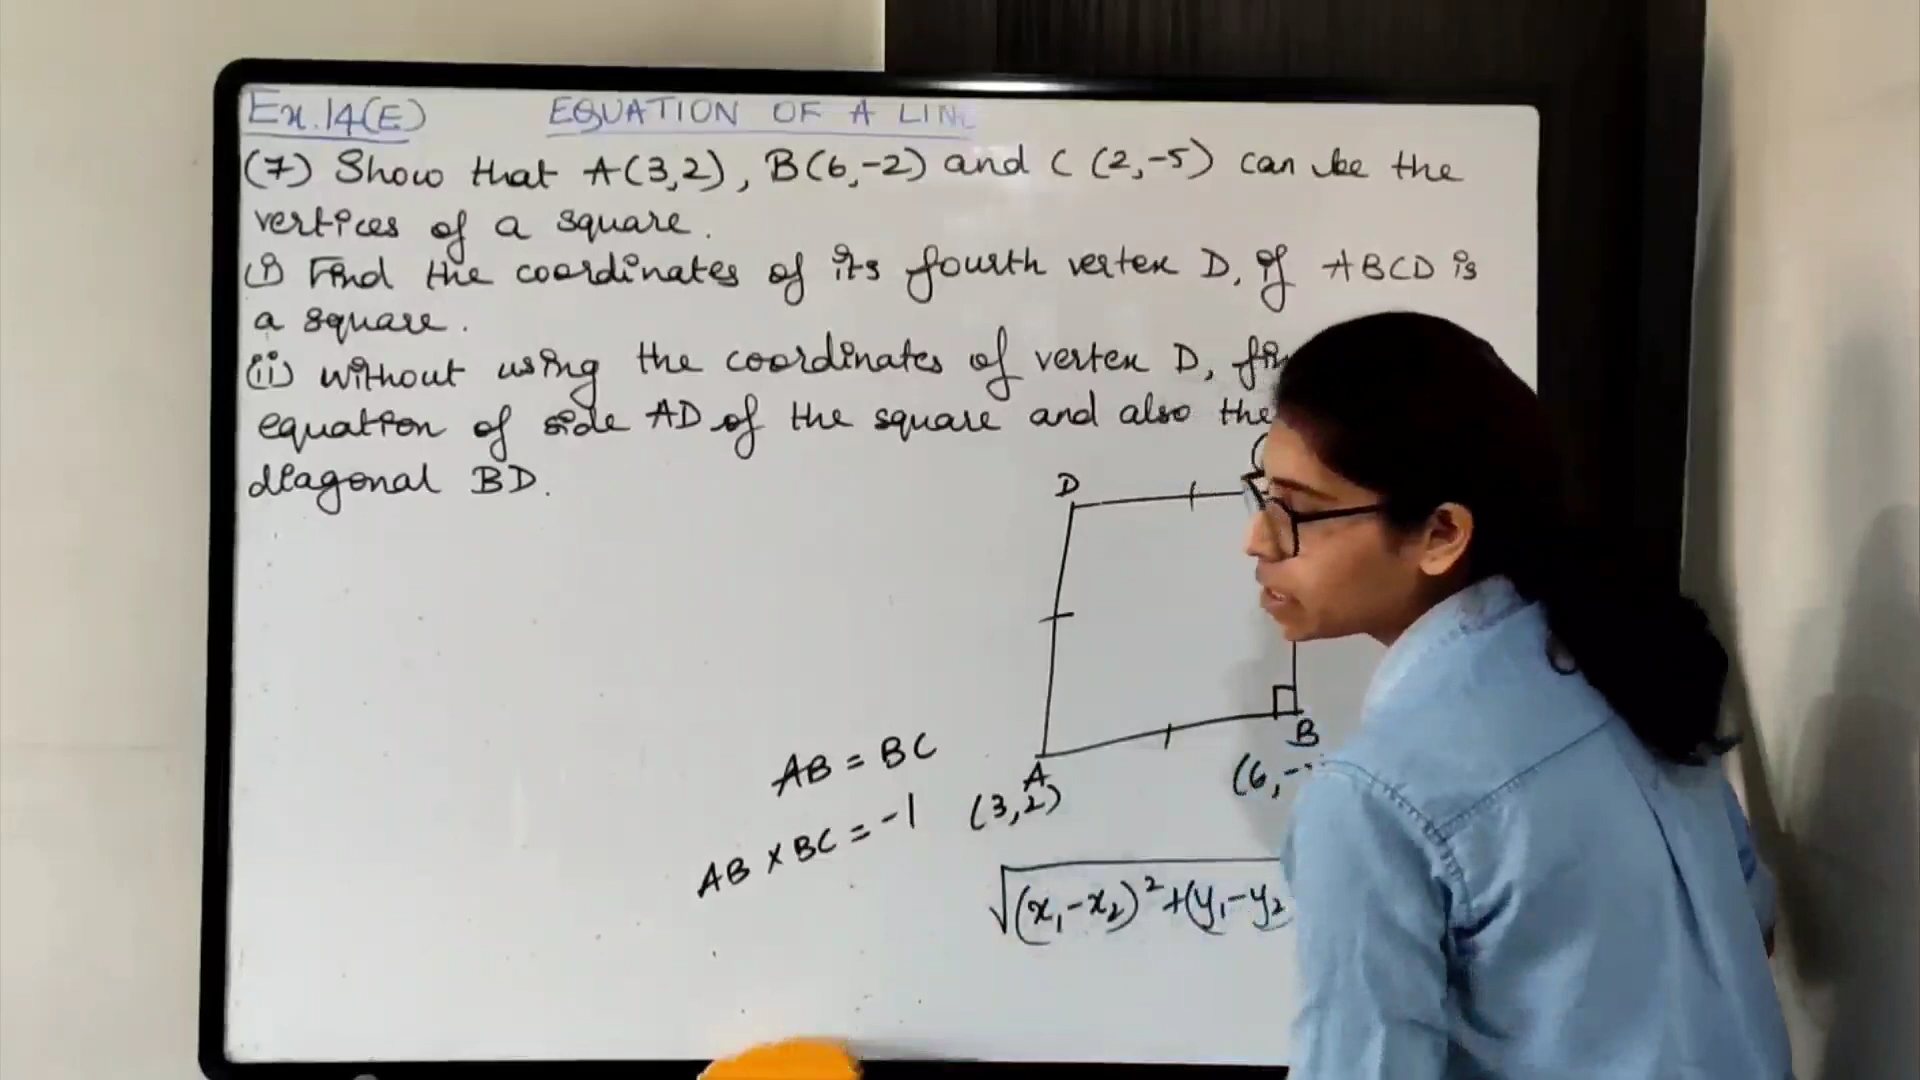 Ex.14(E) EQUATION OF A LINE
(7) Show that A(3,2), B(6,-2) and C (2,-5) can be the
vertices of a square.
(i) Find the coordinates of its fourth vertex D, if ABCD is
a square.
(ii) without using the coordinates of vertex D,
equation of side AD of the square and also the
diagonal BD.
D
AB = BC
B
A
(6,-
AB x BC = -1 (3,2)
√(x₁-x₂)²+(y₁-y₂